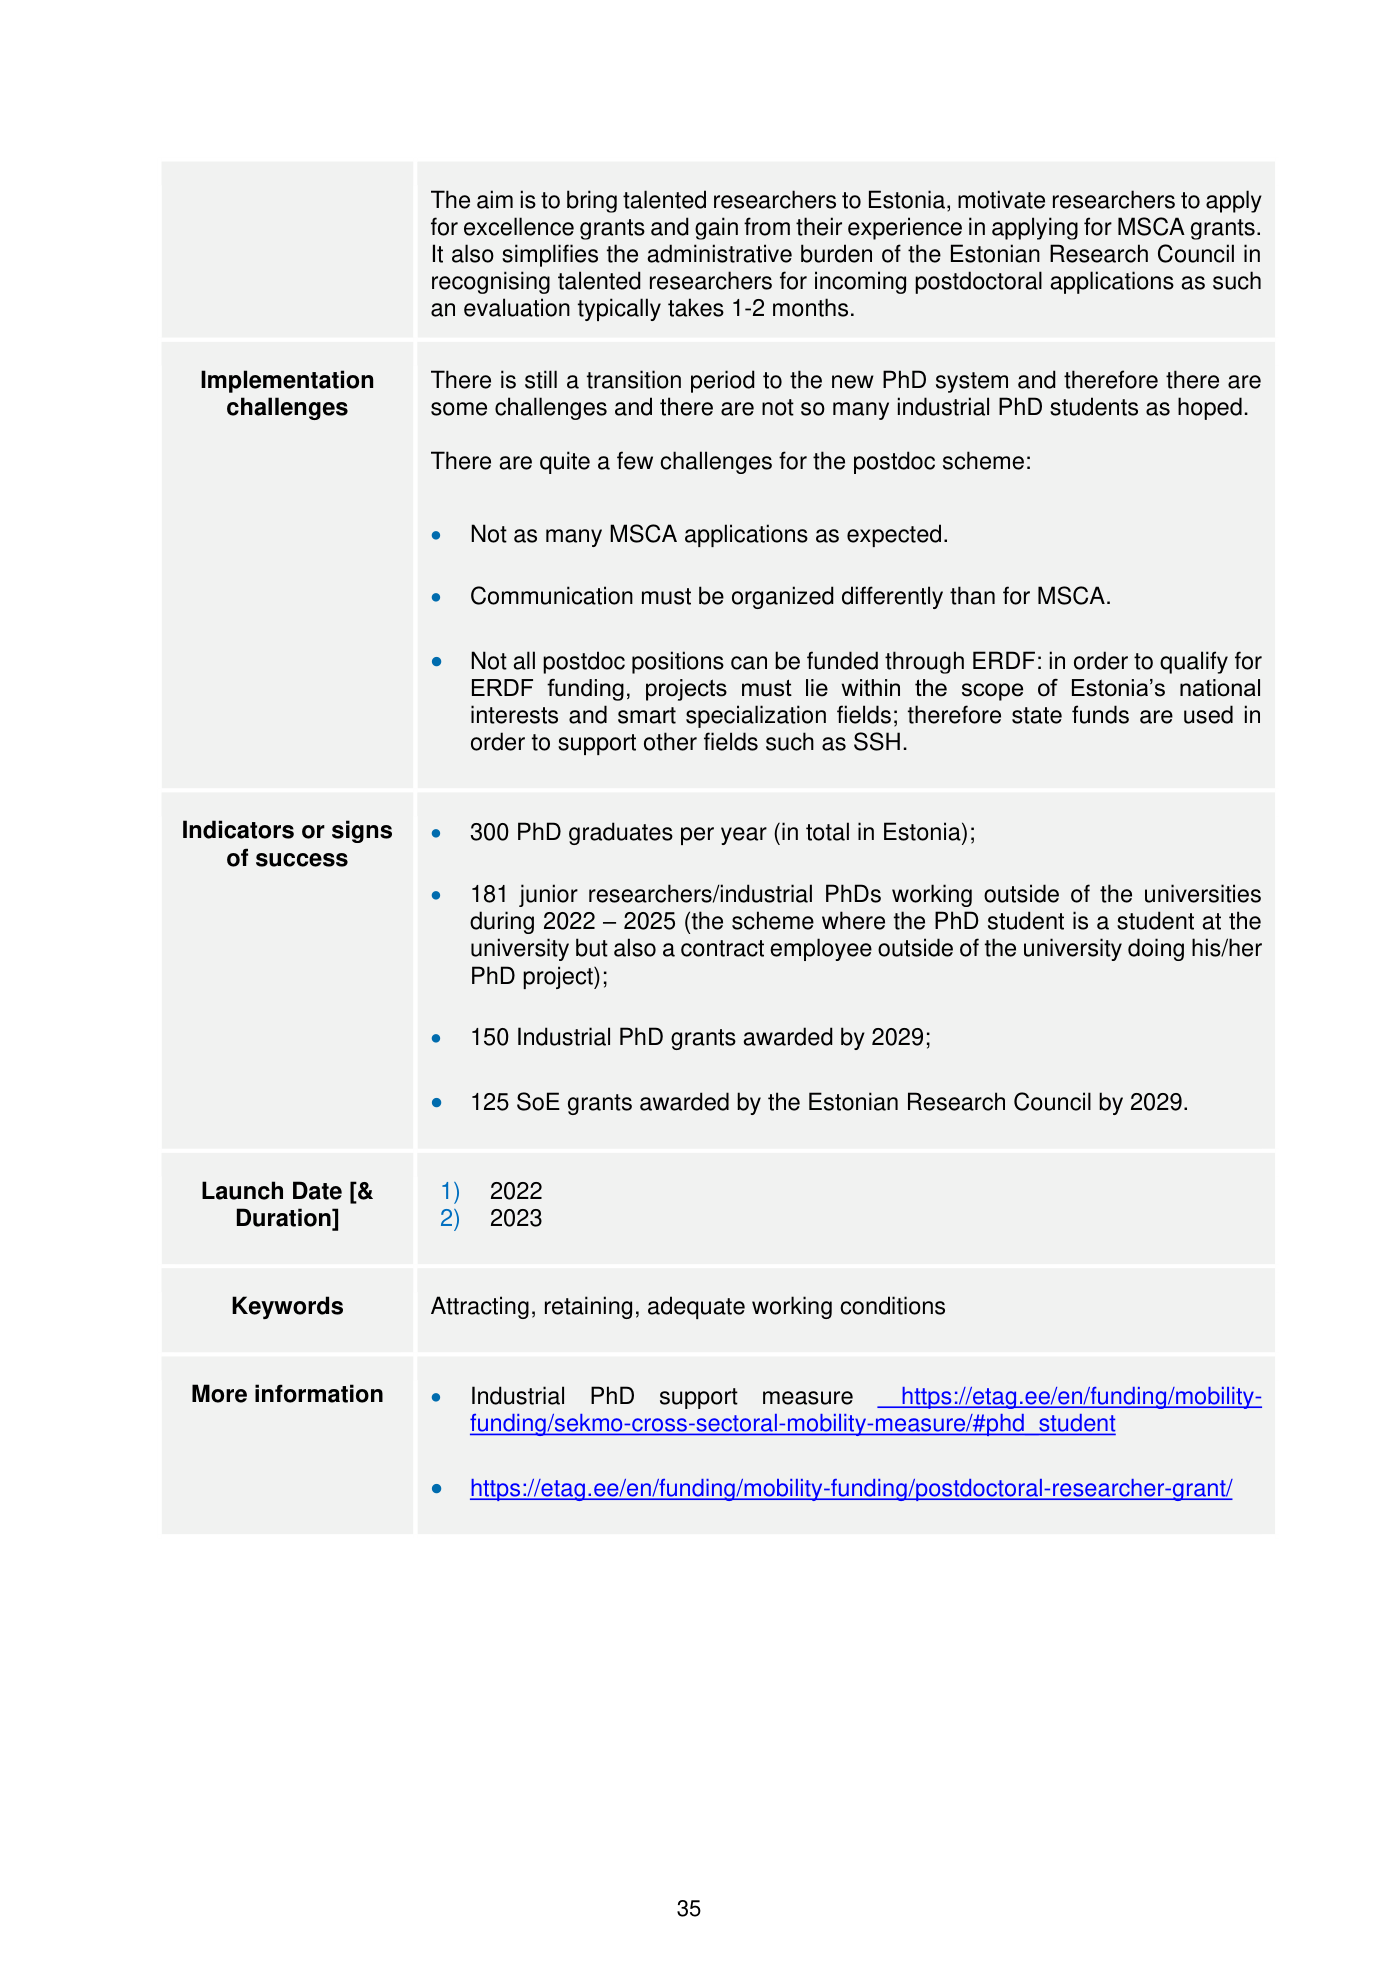 The aim is to bring talented researchers to Estonia, motivate researchers to apply
for excellence grants and gain from their experience in applying for MSCA grants.
It also simplifies the administrative burden of the Estonian Research Council in
recognising talented researchers for incoming postdoctoral applications as such
an evaluation typically takes 1-2 months.
Implementation
challenges
There is still a transition period to the new PhD system and therefore there are
some challenges and there are not so many industrial PhD students as hoped.
There are quite a few challenges for the postdoc scheme:
• Not as many MSCA applications as expected.
• Communication must be organized differently than for MSCA.
• Not all postdoc positions can be funded through ERDF: in order to qualify for
ERDF funding, projects must lie within the scope of Estonia’s national
interests and smart specialization fields; therefore state funds are used in
order to support other fields such as SSH.
Indicators or signs
of success
• 300 PhD graduates per year (in total in Estonia);
• 181 junior researchers/industrial PhDs working outside of the universities
during 2022 – 2025 (the scheme where the PhD student is a student at the
university but also a contract employee outside of the university doing his/her
PhD project);
• 150 Industrial PhD grants awarded by 2029;
• 125 SoE grants awarded by the Estonian Research Council by 2029.
Launch Date [&
Duration]
1) 2022
2) 2023
Keywords
Attracting, retaining, adequate working conditions
More information
• Industrial PhD support measure https://etag.ee/en/funding/mobility-
funding/sekmo-cross-sectoral-mobility-measure/#phd_student
• https://etag.ee/en/funding/mobility-funding/postdoctoral-researcher-grant/
35